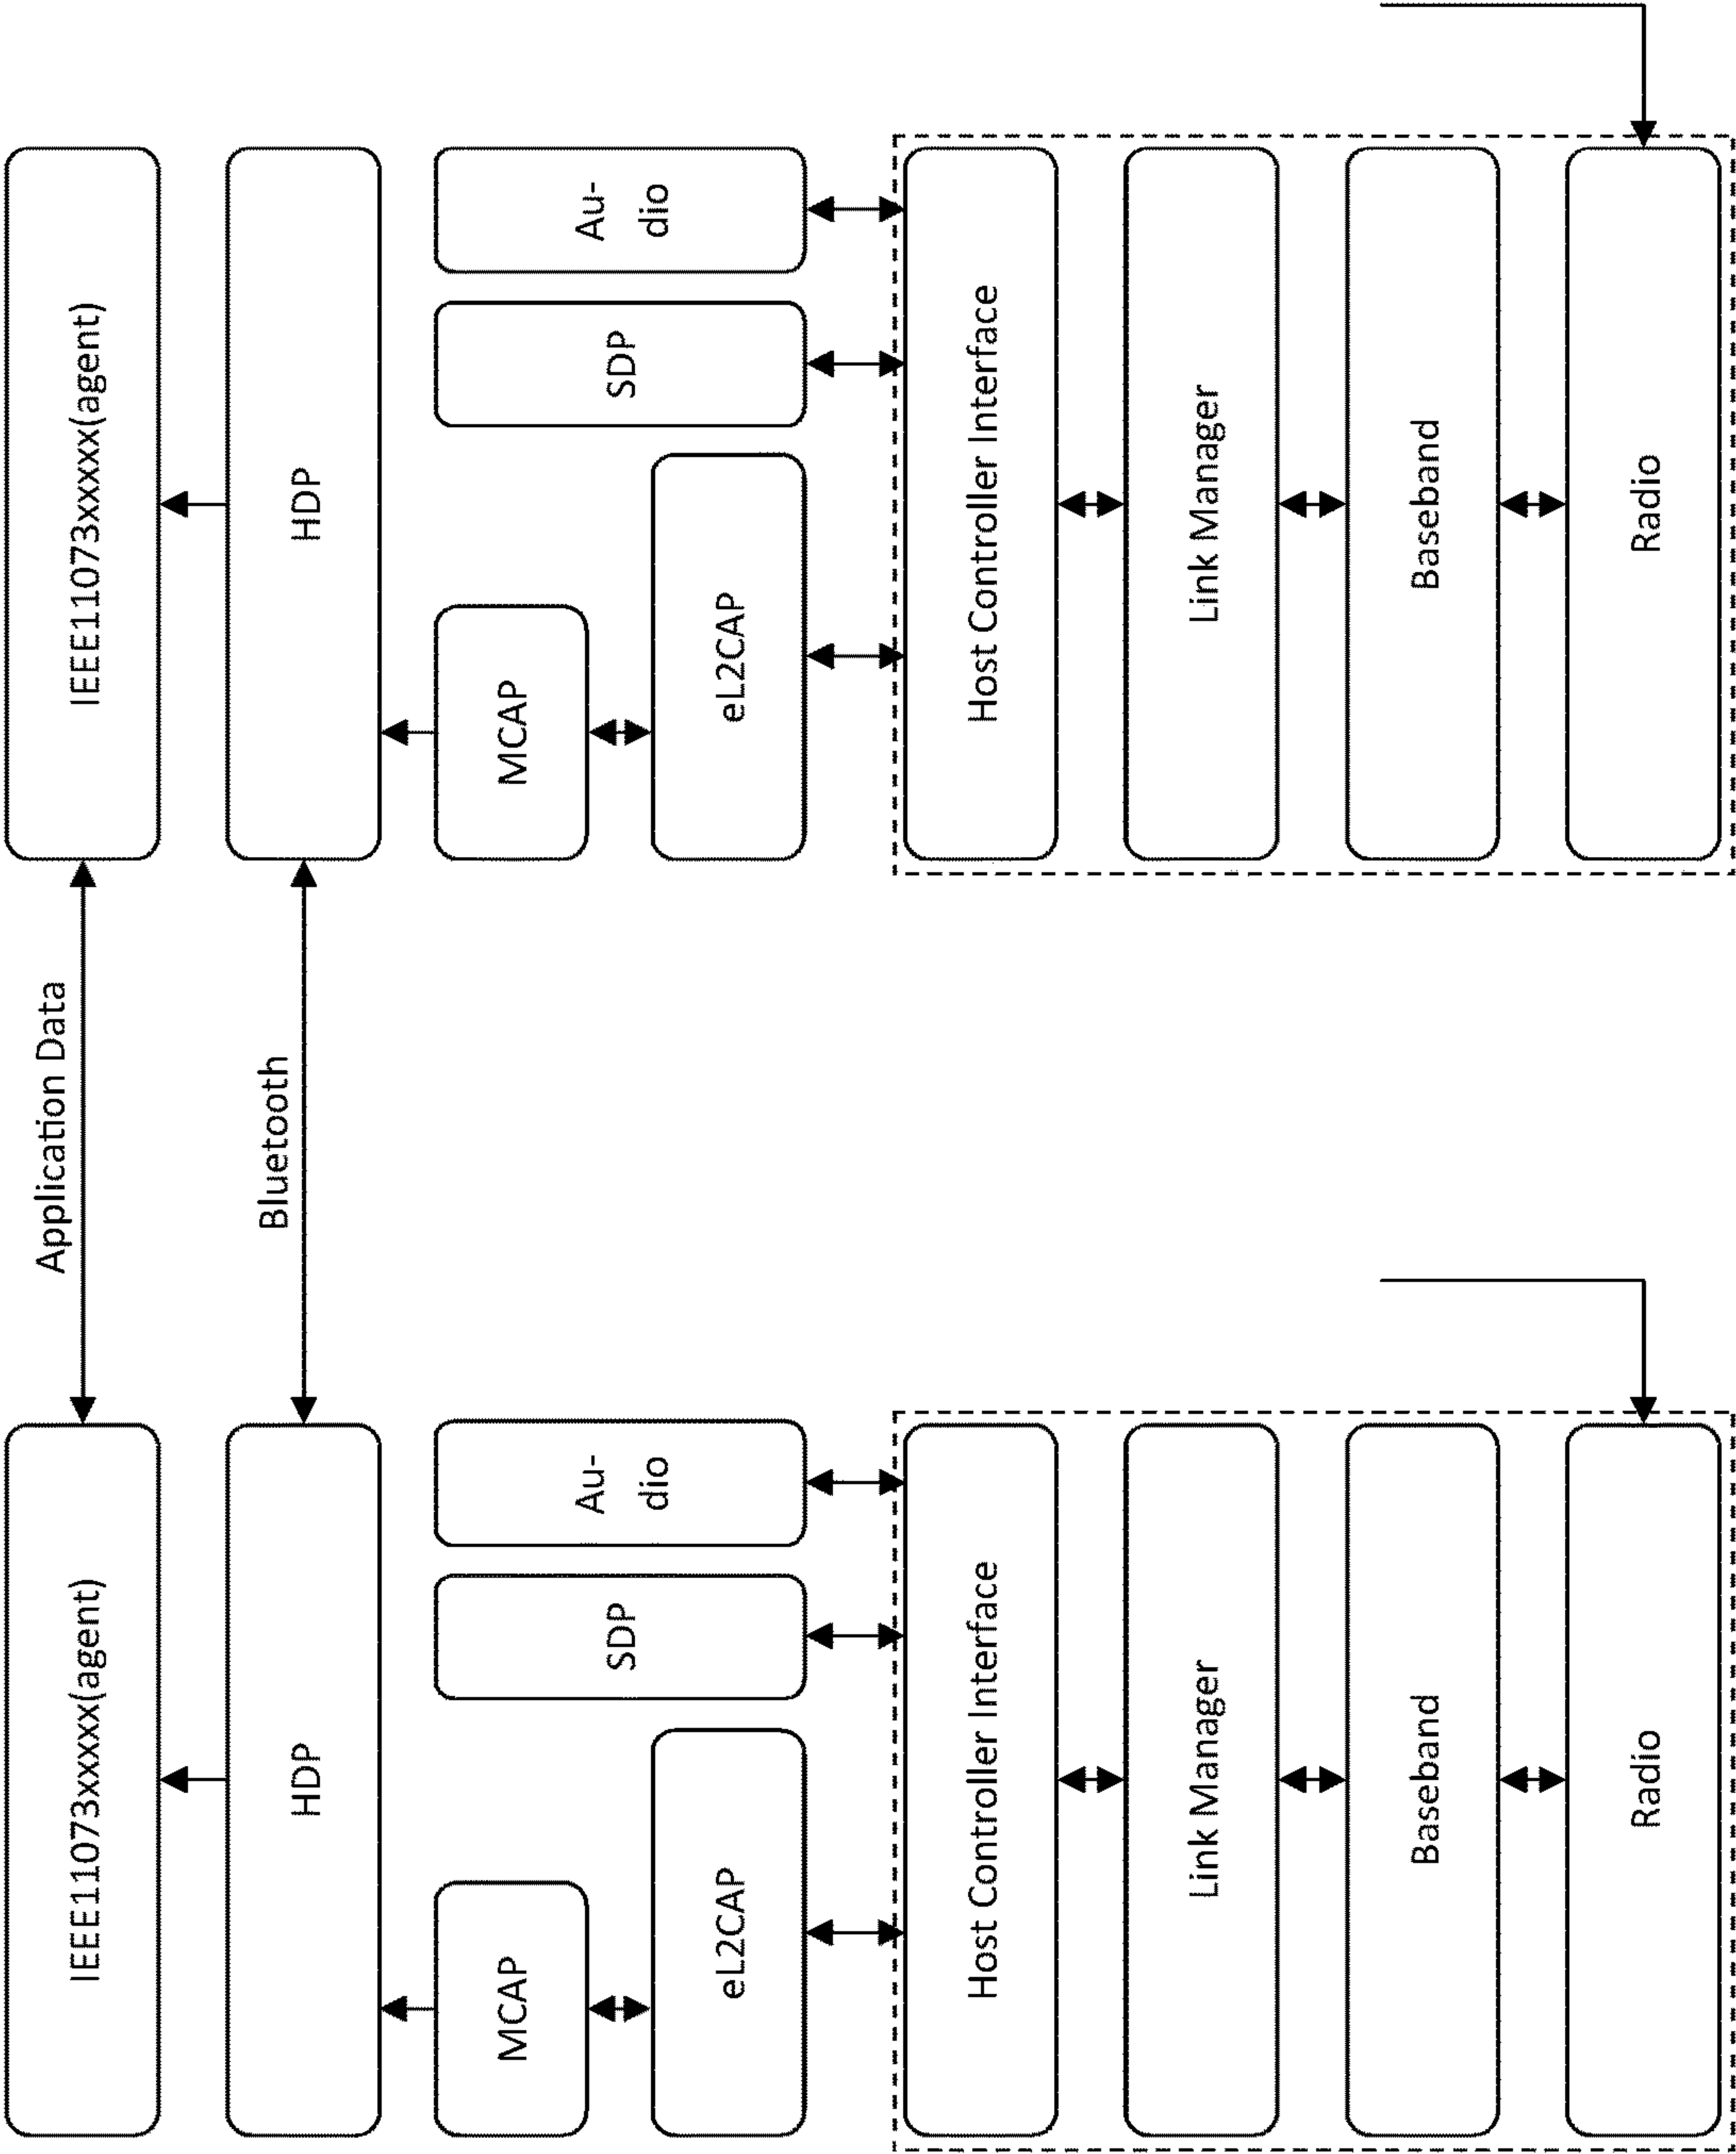 IEEE11073xxxxx(agent)
Application Data
IEEE11073xxxxx(agent)
HDP
Bluetooth
HDP
MCAP
SDP
Au-
dio
eL2CAP
MCAP
SDP
Au-
dio
eL2CAP
Host Controller Interface
Host Controller Interface
Link Manager
Link Manager
Baseband
Baseband
Radio
Radio